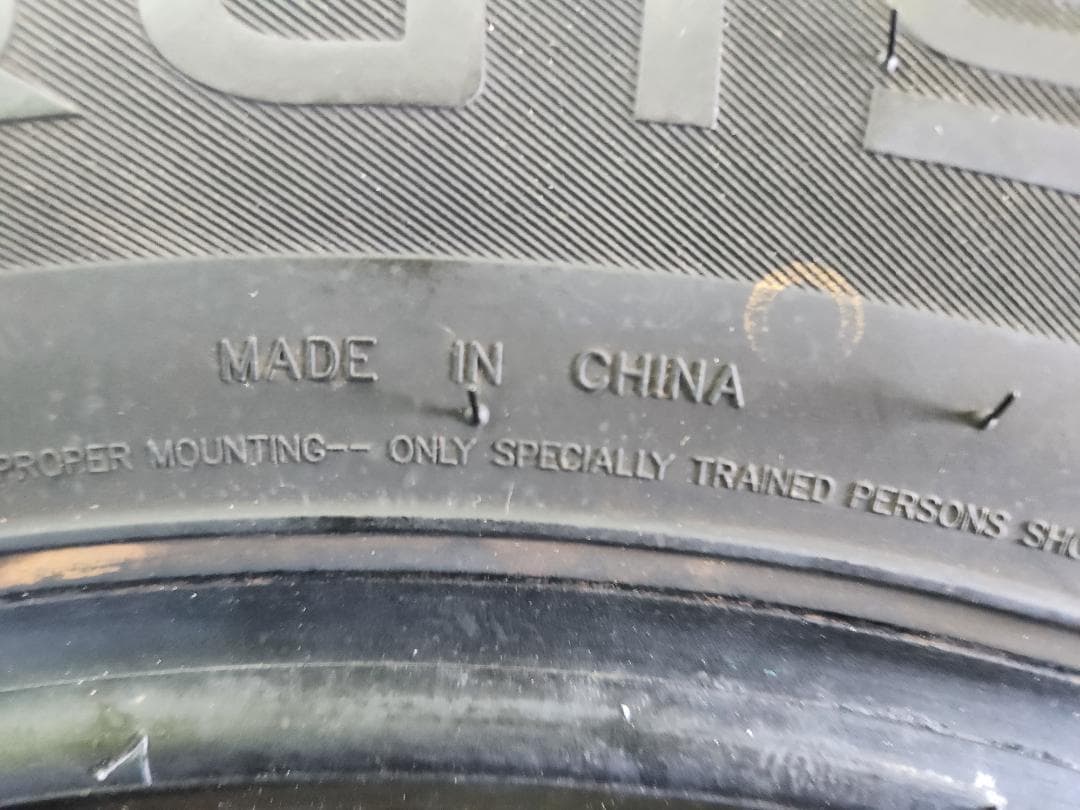 MADE IN CHINA
PROPER MOUNTING-- ONLY SPECIALLY TRAINED PERSONS